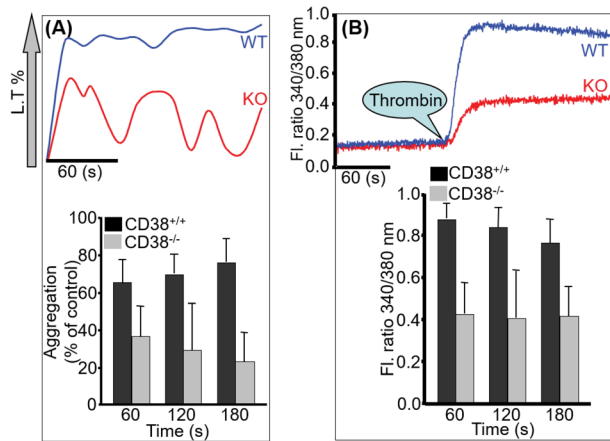 (A)
L.T %
WT
KO
60 (s)
Aggregation
(% of control)
100
80
60
40
20
0
CD38+/+
CD38-/-
60 120 180
Time (s)
(B)
Fl. ratio 340/380 nm
1.0
0.8
0.6
0.4
0.2
0.0
WT
KO
Thrombin
60 (s)
Fl. ratio 340/380 nm
1.0
0.8
0.6
0.4
0.2
0.0
CD38+/+
CD38-/-
60 120 180
Time (s)